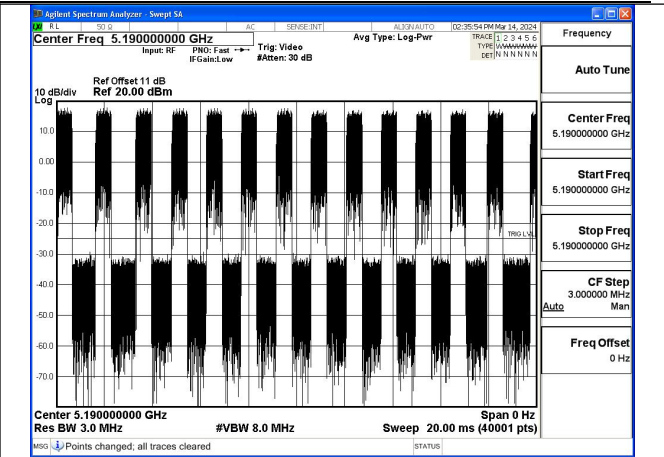 Agilent Spectrum Analyzer - Swept SA
RL 50 Ω AC SENSE:INT ALIGNAUTO 02:35:54 PM Mar 14, 2024
Center Freq 5.190000000 GHz
Input: RF PNO: Fast Trig: Video
IFGain:Low #Atten: 30 dB
Avg Type: Log-Pwr
TRACE 1 2 3 4 5 6
TYPE WWWWWW
DET N N N N N N
Frequency
Ref Offset 11 dB
10 dB/div Ref 20.00 dBm
Log
10.0
0.00
-10.0
-20.0
-30.0
-40.0
-50.0
-60.0
-70.0
TRIG LVL
Center 5.190000000 GHz Span 0 Hz
Res BW 3.0 MHz #VBW 8.0 MHz Sweep 20.00 ms (40001 pts)
Auto Tune
Center Freq
5.190000000 GHz
Start Freq
5.190000000 GHz
Stop Freq
5.190000000 GHz
CF Step
3.000000 MHz
Auto Man
Freq Offset
0 Hz
MSG Points changed; all traces cleared STATUS